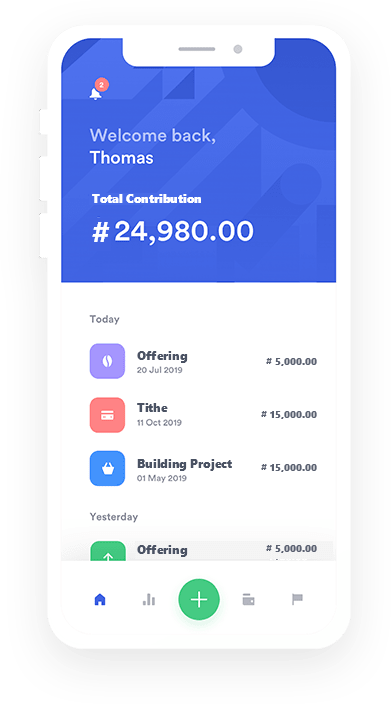 2
Welcome back,
Thomas
Total Contribution
# 24,980.00
Today
Offering
# 5,000.00
20 Jul 2019
Tithe
# 15,000.00
11 Oct 2019
Building Project
# 15,000.00
01 May 2019
Yesterday
Offering
# 5,000.00